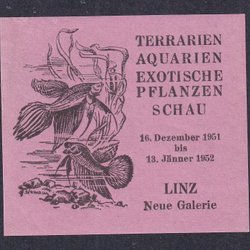 TERRARIEN
AQUARIEN
EXOTISCHE
PFLANZEN
SCHAU
16. Dezember 1951
bis
13. Jänner 1952
LINZ
Neue Galerie